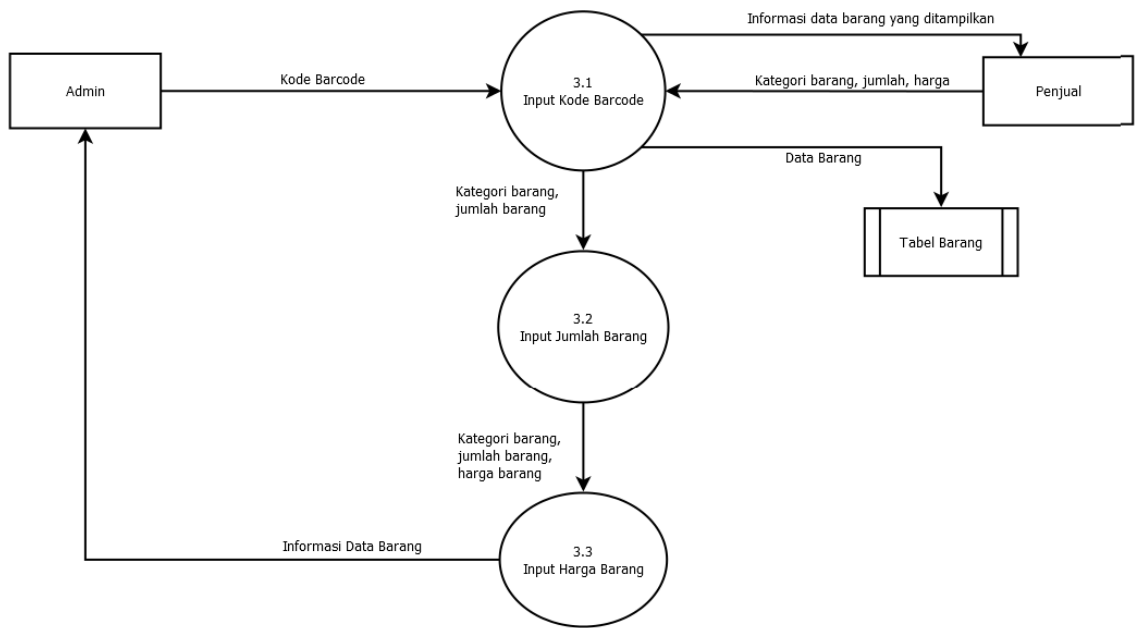 Informasi data barang yang ditampilkan
Admin
Kode Barcode
3.1
Input Kode Barcode
Kategori barang, jumlah, harga
Penjual
Data Barang
Kategori barang,
jumlah barang
Tabel Barang
3.2
Input Jumlah Barang
Kategori barang,
jumlah barang,
harga barang
Informasi Data Barang
3.3
Input Harga Barang